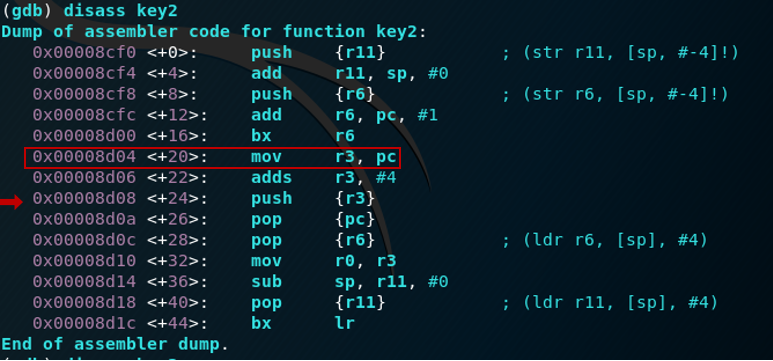 (gdb) disass key2
Dump of assembler code for function key2:
0x00008cf0 <+0>: push {r11} ; (str r11, [sp, #-4]!)
0x00008cf4 <+4>: add r11, sp, #0
0x00008cf8 <+8>: push {r6} ; (str r6, [sp, #-4]!)
0x00008cfc <+12>: add r6, pc, #1
0x00008d00 <+16>: bx r6
0x00008d04 <+20>: mov r3, pc
0x00008d06 <+22>: adds r3, #4
0x00008d08 <+24>: push {r3}
0x00008d0a <+26>: pop {pc}
0x00008d0c <+28>: pop {r6} ; (ldr r6, [sp], #4)
0x00008d10 <+32>: mov r0, r3
0x00008d14 <+36>: sub sp, r11, #0
0x00008d18 <+40>: pop {r11} ; (ldr r11, [sp], #4)
0x00008d1c <+44>: bx lr
End of assembler dump.